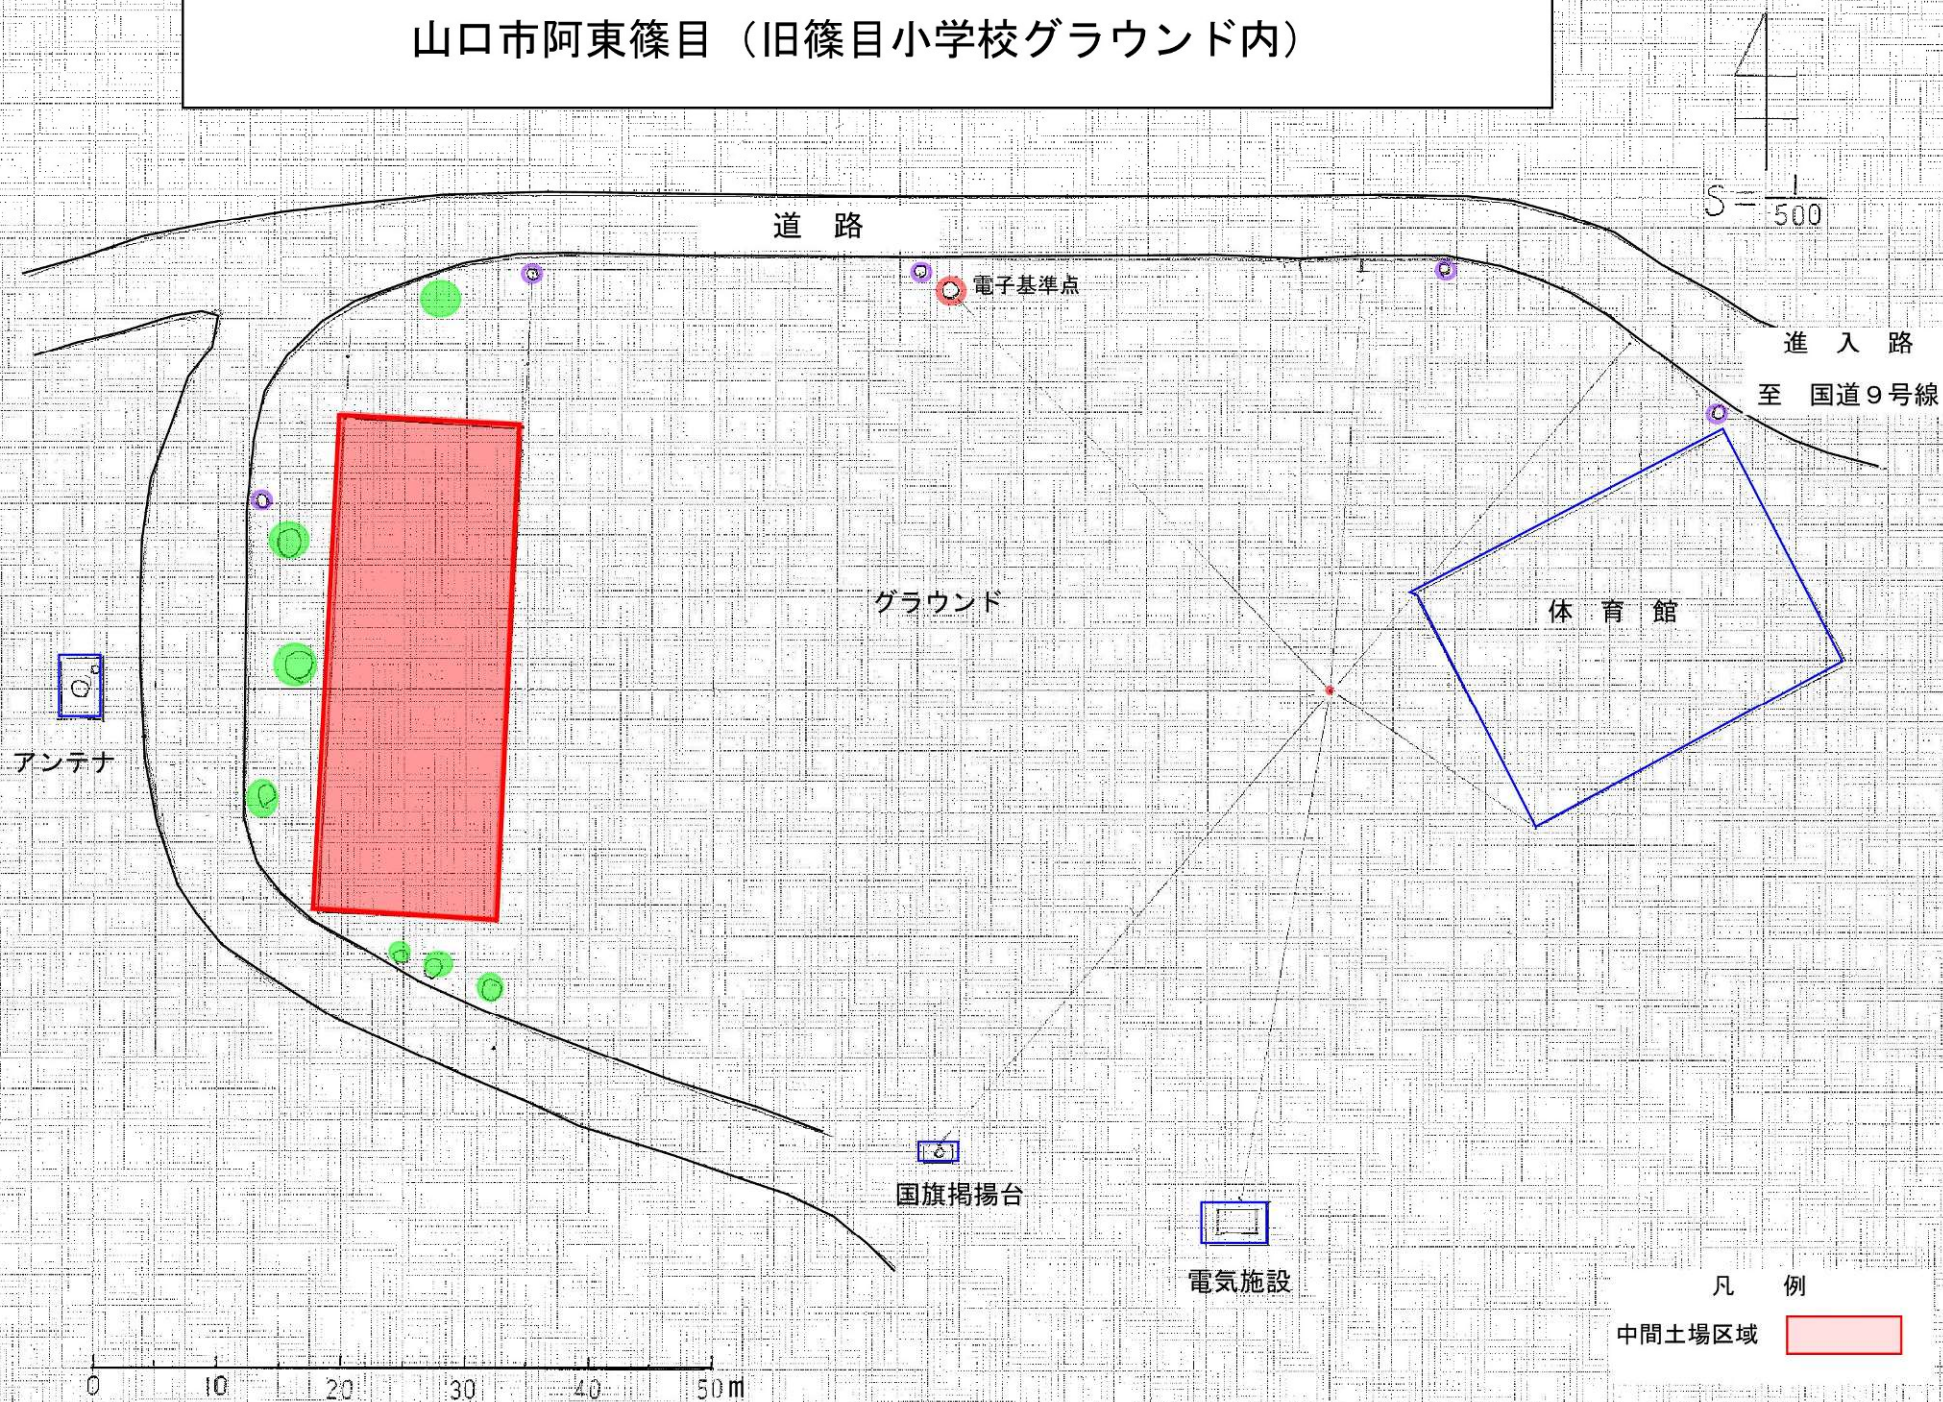 山口市阿東篠目（旧篠目小学校グラウンド内）
S=1/500
道　路
電子基準点
進　入　路
至　国道９号線
グラウンド
体　育　館
アンテナ
国旗掲揚台
電気施設
凡　　例
中間土場区域
0 10 20 30 40 50m